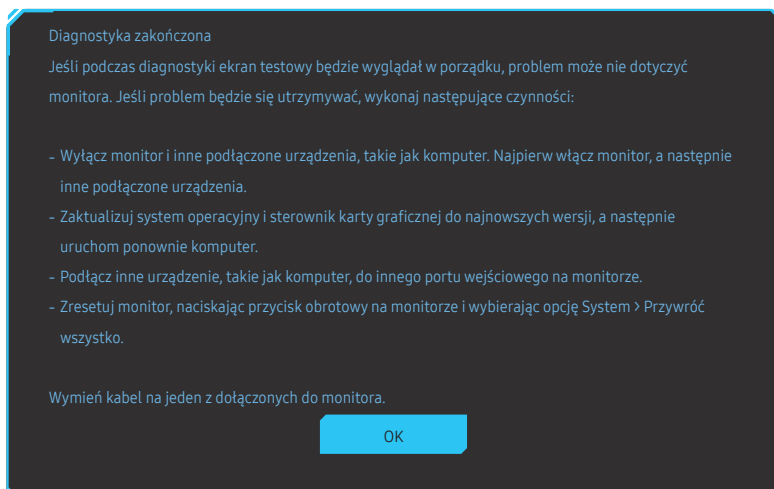 Diagnostyka zakończona
Jeśli podczas diagnostyki ekran testowy będzie wyglądał w porządku, problem może nie dotyczyć
monitora. Jeśli problem będzie się utrzymywać, wykonaj następujące czynności:
- Wyłącz monitor i inne podłączone urządzenia, takie jak komputer. Najpierw włącz monitor, a następnie
inne podłączone urządzenia.
- Zaktualizuj system operacyjny i sterownik karty graficznej do najnowszych wersji, a następnie
uruchom ponownie komputer.
- Podłącz inne urządzenie, takie jak komputer, do innego portu wejściowego na monitorze.
- Zresetuj monitor, naciskając przycisk obrotowy na monitorze i wybierając opcję System > Przywróć
wszystko.
Wymień kabel na jeden z dołączonych do monitora.
OK